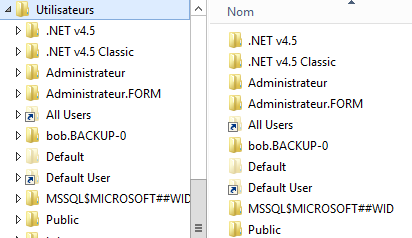 Utilisateurs
.NET v4.5
.NET v4.5 Classic
Administrateur
Administrateur.FORM
All Users
bob.BACKUP-0
Default
Default User
MSSQL$MICROSOFT##WID
Public
Nom
.NET v4.5
.NET v4.5 Classic
Administrateur
Administrateur.FORM
All Users
bob.BACKUP-0
Default
Default User
MSSQL$MICROSOFT##WID
Public